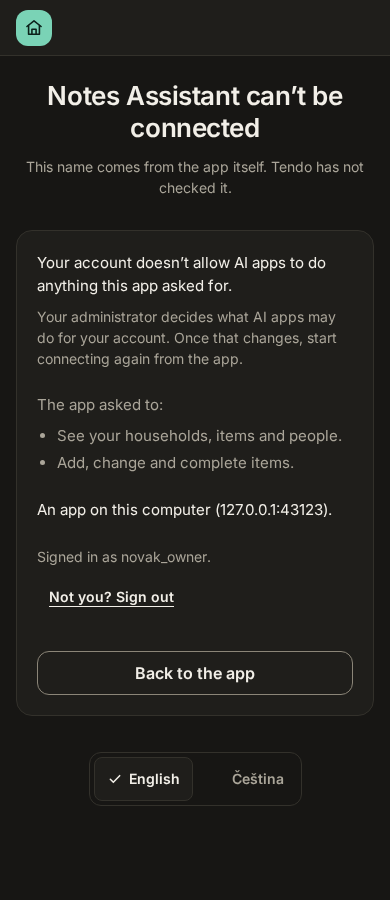 Notes Assistant can’t be
connected
This name comes from the app itself. Tendo has not
checked it.
Your account doesn’t allow AI apps to do
anything this app asked for.
Your administrator decides what AI apps may
do for your account. Once that changes, start
connecting again from the app.
The app asked to:
• See your households, items and people.
• Add, change and complete items.
An app on this computer (127.0.0.1:43123).
Signed in as novak_owner.
Not you? Sign out
Back to the app
English
Čeština